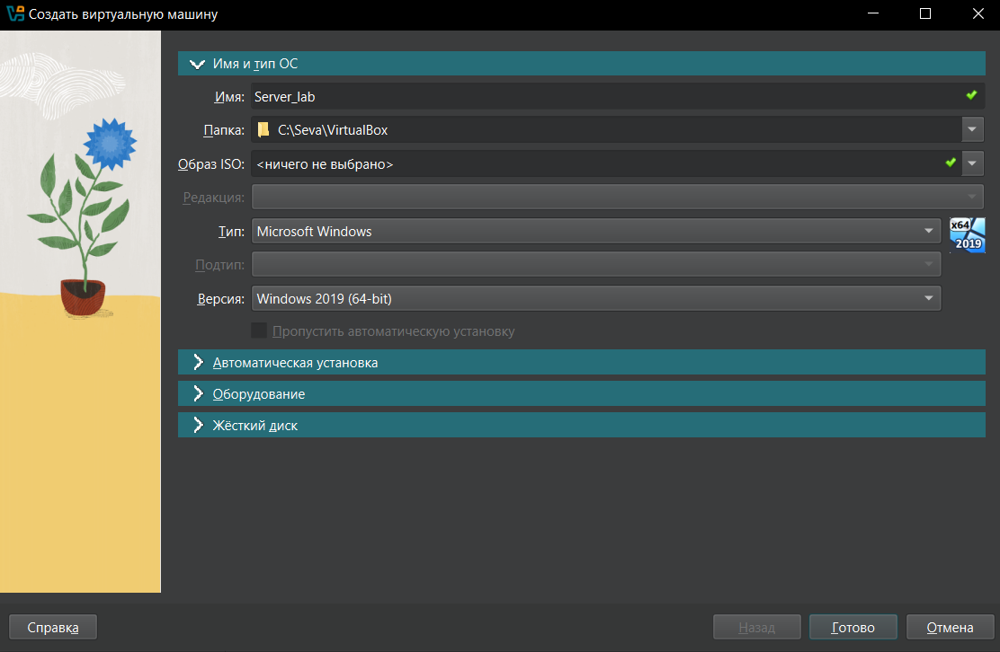 Создать виртуальную машину
Имя и тип ОС
Имя: Server_lab
Папка: C:\Seva\VirtualBox
Образ ISO: <ничего не выбрано>
Редакция:
Тип: Microsoft Windows
x64
2019
Подтип:
Версия: Windows 2019 (64-bit)
Пропустить автоматическую установку
Автоматическая установка
Оборудование
Жёсткий диск
Справка Назад Готово Отмена